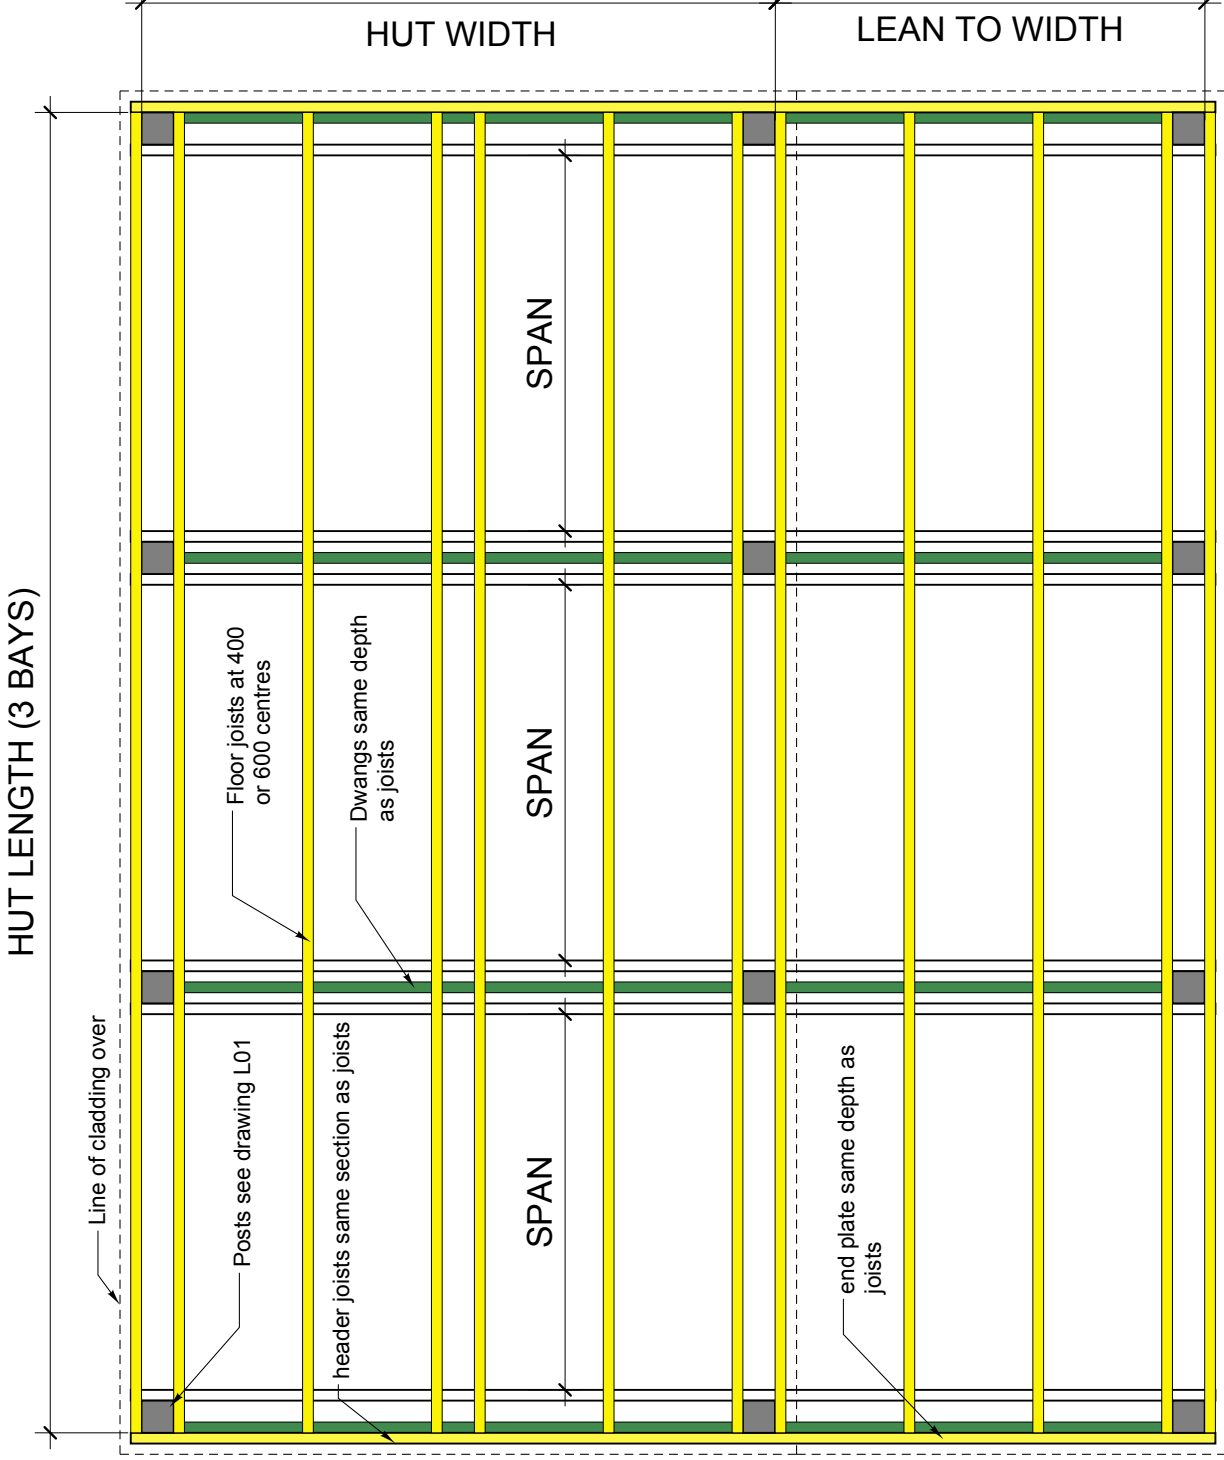 HUT WIDTH
LEAN TO WIDTH
HUT LENGTH (3 BAYS)
SPAN
Floor joists at 400
or 600 centres
Dwangs same depth
as joists
SPAN
Line of cladding over
Posts see drawing L01
header joists same section as joists
SPAN
end plate same depth as
joists